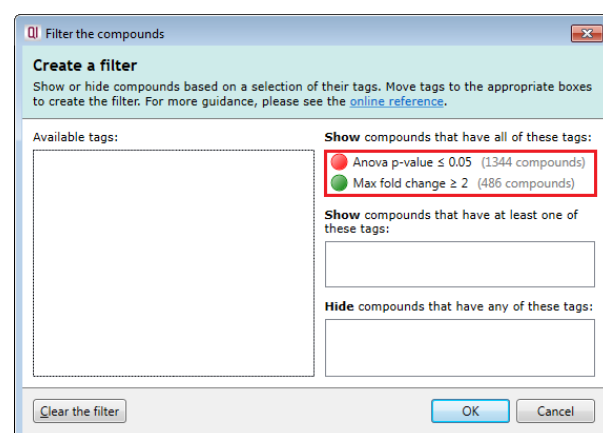 QI Filter the compounds
Create a filter
Show or hide compounds based on a selection of their tags. Move tags to the appropriate boxes
to create the filter. For more guidance, please see the online reference.
Available tags:
Show compounds that have all of these tags:
Anova p-value ≤ 0.05 (1344 compounds)
Max fold change ≥ 2 (486 compounds)
Show compounds that have at least one of
these tags:
Hide compounds that have any of these tags:
Clear the filter
OK
Cancel